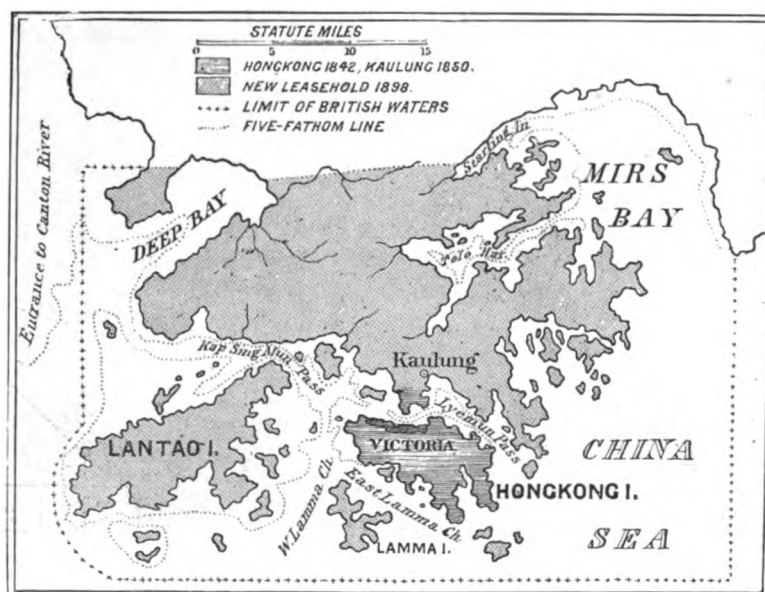 STATUTE MILES
0 5 10 15
HONGKONG 1842, KAULUNG 1860.
NEW LEASEHOLD 1898.
LIMIT OF BRITISH WATERS
FIVE-FATHOM LINE
Starling In
MIRS
BAY
DEEP BAY
Entrance to Canton River
Tolo Har.
Kap Sing Mun Pass
Kaulung
Lyeemun Pass
LANTAO I.
VICTORIA
CHINA
HONGKONG I.
W. Lamma Ch.
East Lamma Ch.
LAMMA I.
SEA